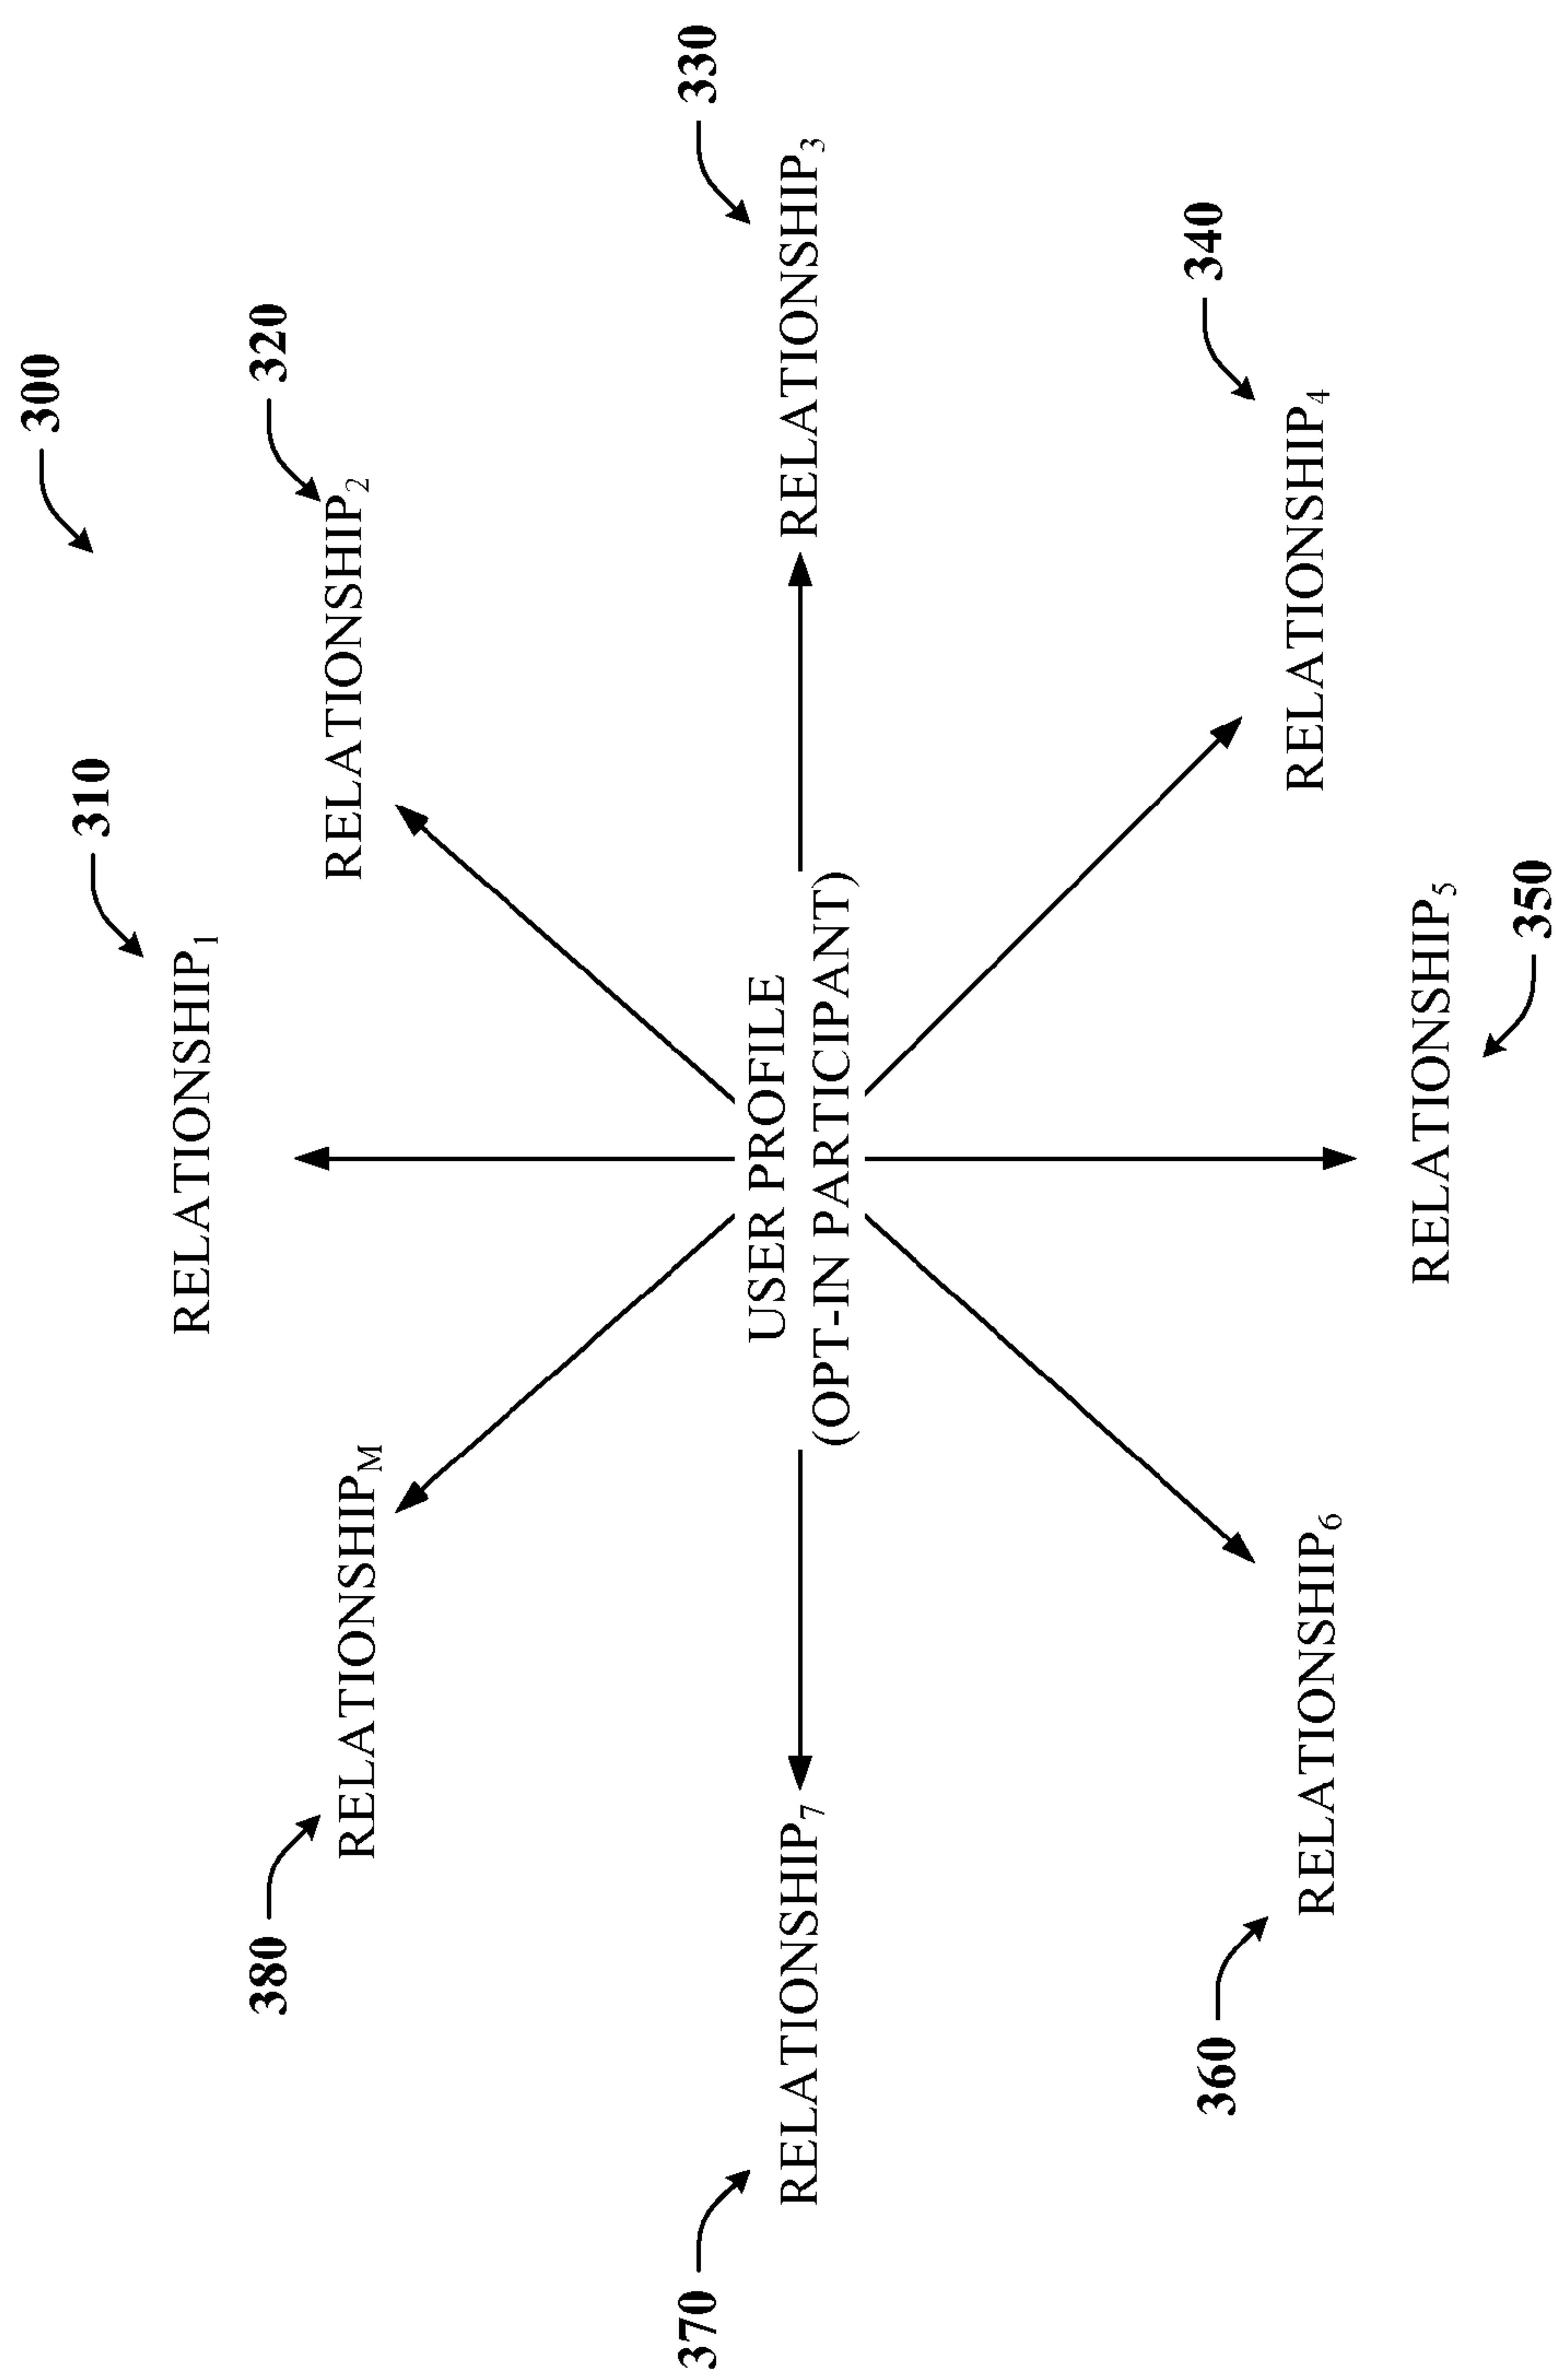 300
310
RELATIONSHIP₁
380
320
RELATIONSHIP_M
RELATIONSHIP₂
370
330
RELATIONSHIP₇
USER PROFILE
(OPT-IN PARTICIPANT)
RELATIONSHIP₃
360
340
RELATIONSHIP₆
RELATIONSHIP₄
RELATIONSHIP₅
350